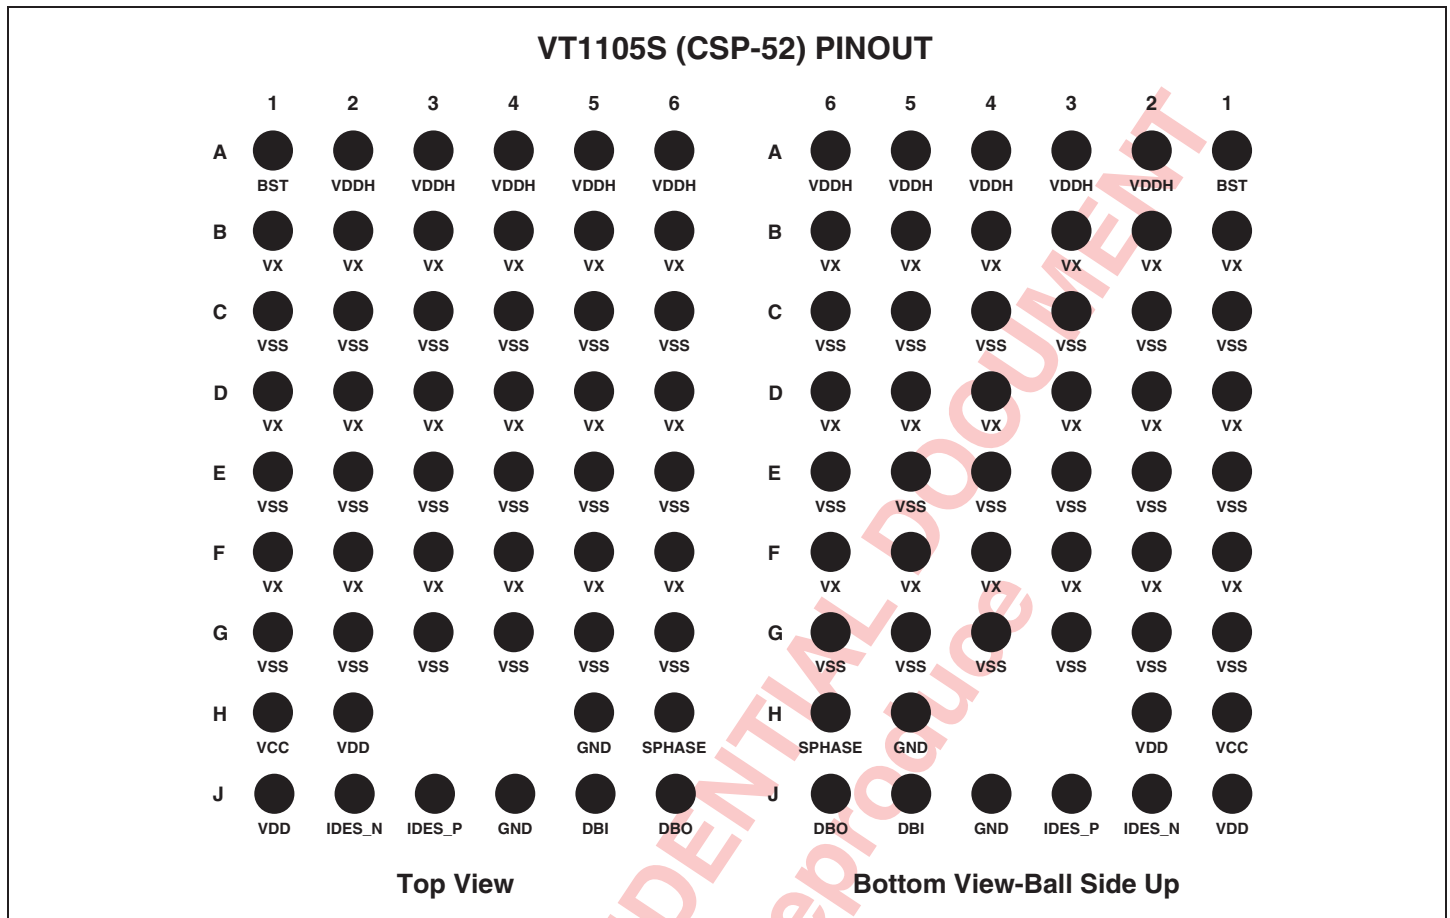 VT1105S (CSP-52) PINOUT
1 2 3 4 5 6
A
BST VDDH VDDH VDDH VDDH VDDH
B
VX VX VX VX VX VX
C
VSS VSS VSS VSS VSS VSS
D
VX VX VX VX VX VX
E
VSS VSS VSS VSS VSS VSS
F
VX VX VX VX VX VX
G
VSS VSS VSS VSS VSS VSS
H
VCC VDD GND SPHASE
J
VDD IDES_N IDES_P GND DBI DBO
Top View
6 5 4 3 2 1
A
VDDH VDDH VDDH VDDH VDDH BST
B
VX VX VX VX VX VX
C
VSS VSS VSS VSS VSS VSS
D
VX VX VX VX VX VX
E
VSS VSS VSS VSS VSS VSS
F
VX VX VX VX VX VX
G
VSS VSS VSS VSS VSS VSS
H
SPHASE GND VDD VCC
J
DBO DBI GND IDES_P IDES_N VDD
Bottom View-Ball Side Up
IDENTIAL DOCUMENT
eproduce